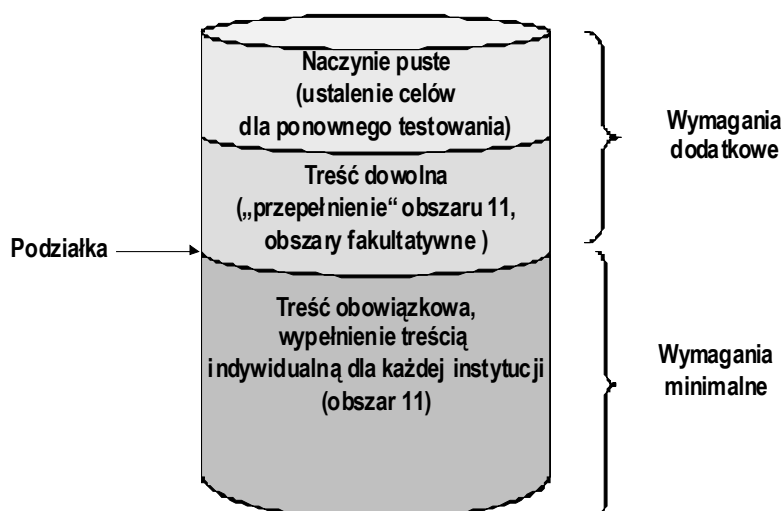 Naczynie puste
(ustalenie celów
dla ponownego testowania)
Wymagania
dodatkowe
Treść dowolna
(„przepełnienie“ obszaru 11,
obszary fakultatywne )
Podziałka
Treść obowiązkowa,
wypełnienie treścią
indywidualną dla każdej instytucji
(obszar 11)
Wymagania
minimalne